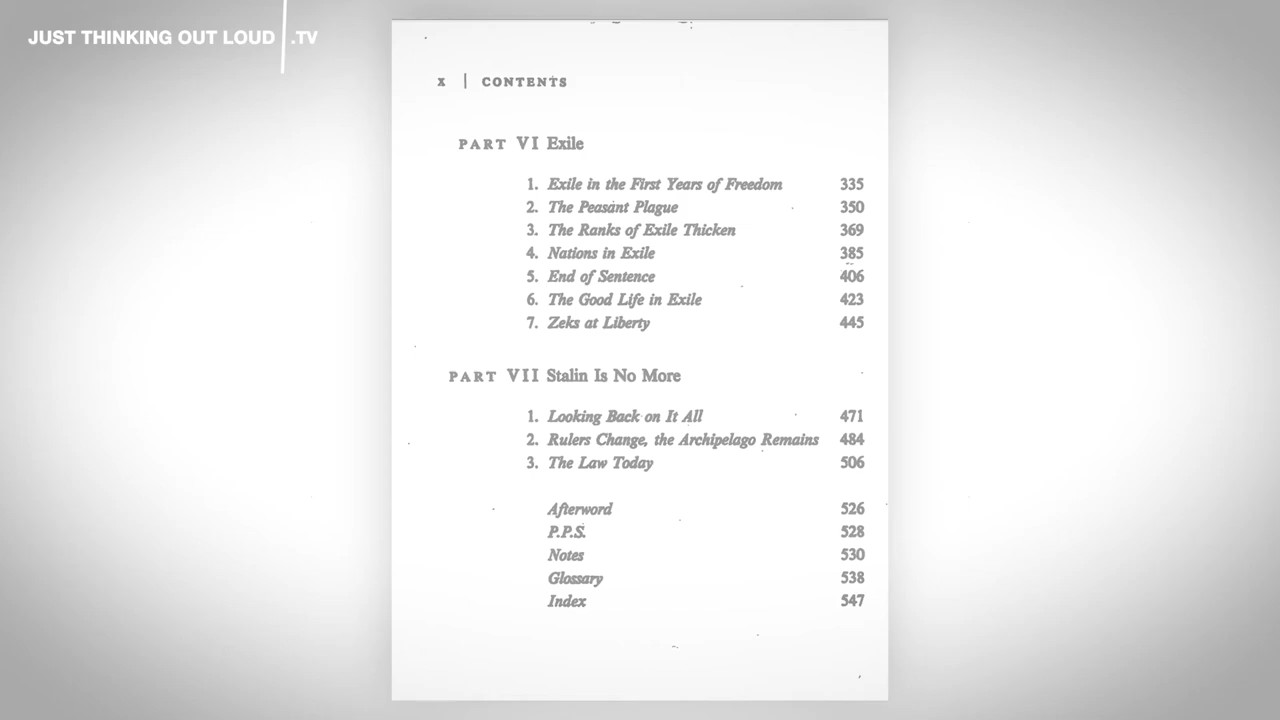 JUST THINKING OUT LOUD .TV
x | CONTENTS
PART VI Exile
1. Exile in the First Years of Freedom 335
2. The Peasant Plague 350
3. The Ranks of Exile Thicken 369
4. Nations in Exile 385
5. End of Sentence 406
6. The Good Life in Exile 423
7. Zeks at Liberty 445
PART VII Stalin Is No More
1. Looking Back on It All 471
2. Rulers Change, the Archipelago Remains 484
3. The Law Today 506
Afterword 526
P.P.S. 528
Notes 530
Glossary 538
Index 547